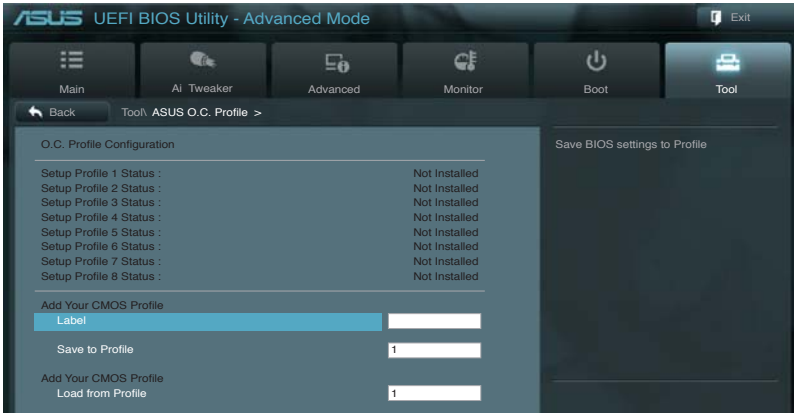 ASUS UEFI BIOS Utility - Advanced Mode
Exit
Main
Ai Tweaker
Advanced
Monitor
Boot
Tool
Back
Tool\ ASUS O.C. Profile >
O.C. Profile Configuration
Save BIOS settings to Profile
Setup Profile 1 Status : Not Installed
Setup Profile 2 Status : Not Installed
Setup Profile 3 Status : Not Installed
Setup Profile 4 Status : Not Installed
Setup Profile 5 Status : Not Installed
Setup Profile 6 Status : Not Installed
Setup Profile 7 Status : Not Installed
Setup Profile 8 Status : Not Installed
Add Your CMOS Profile
Label
Save to Profile 1
Add Your CMOS Profile
Load from Profile 1